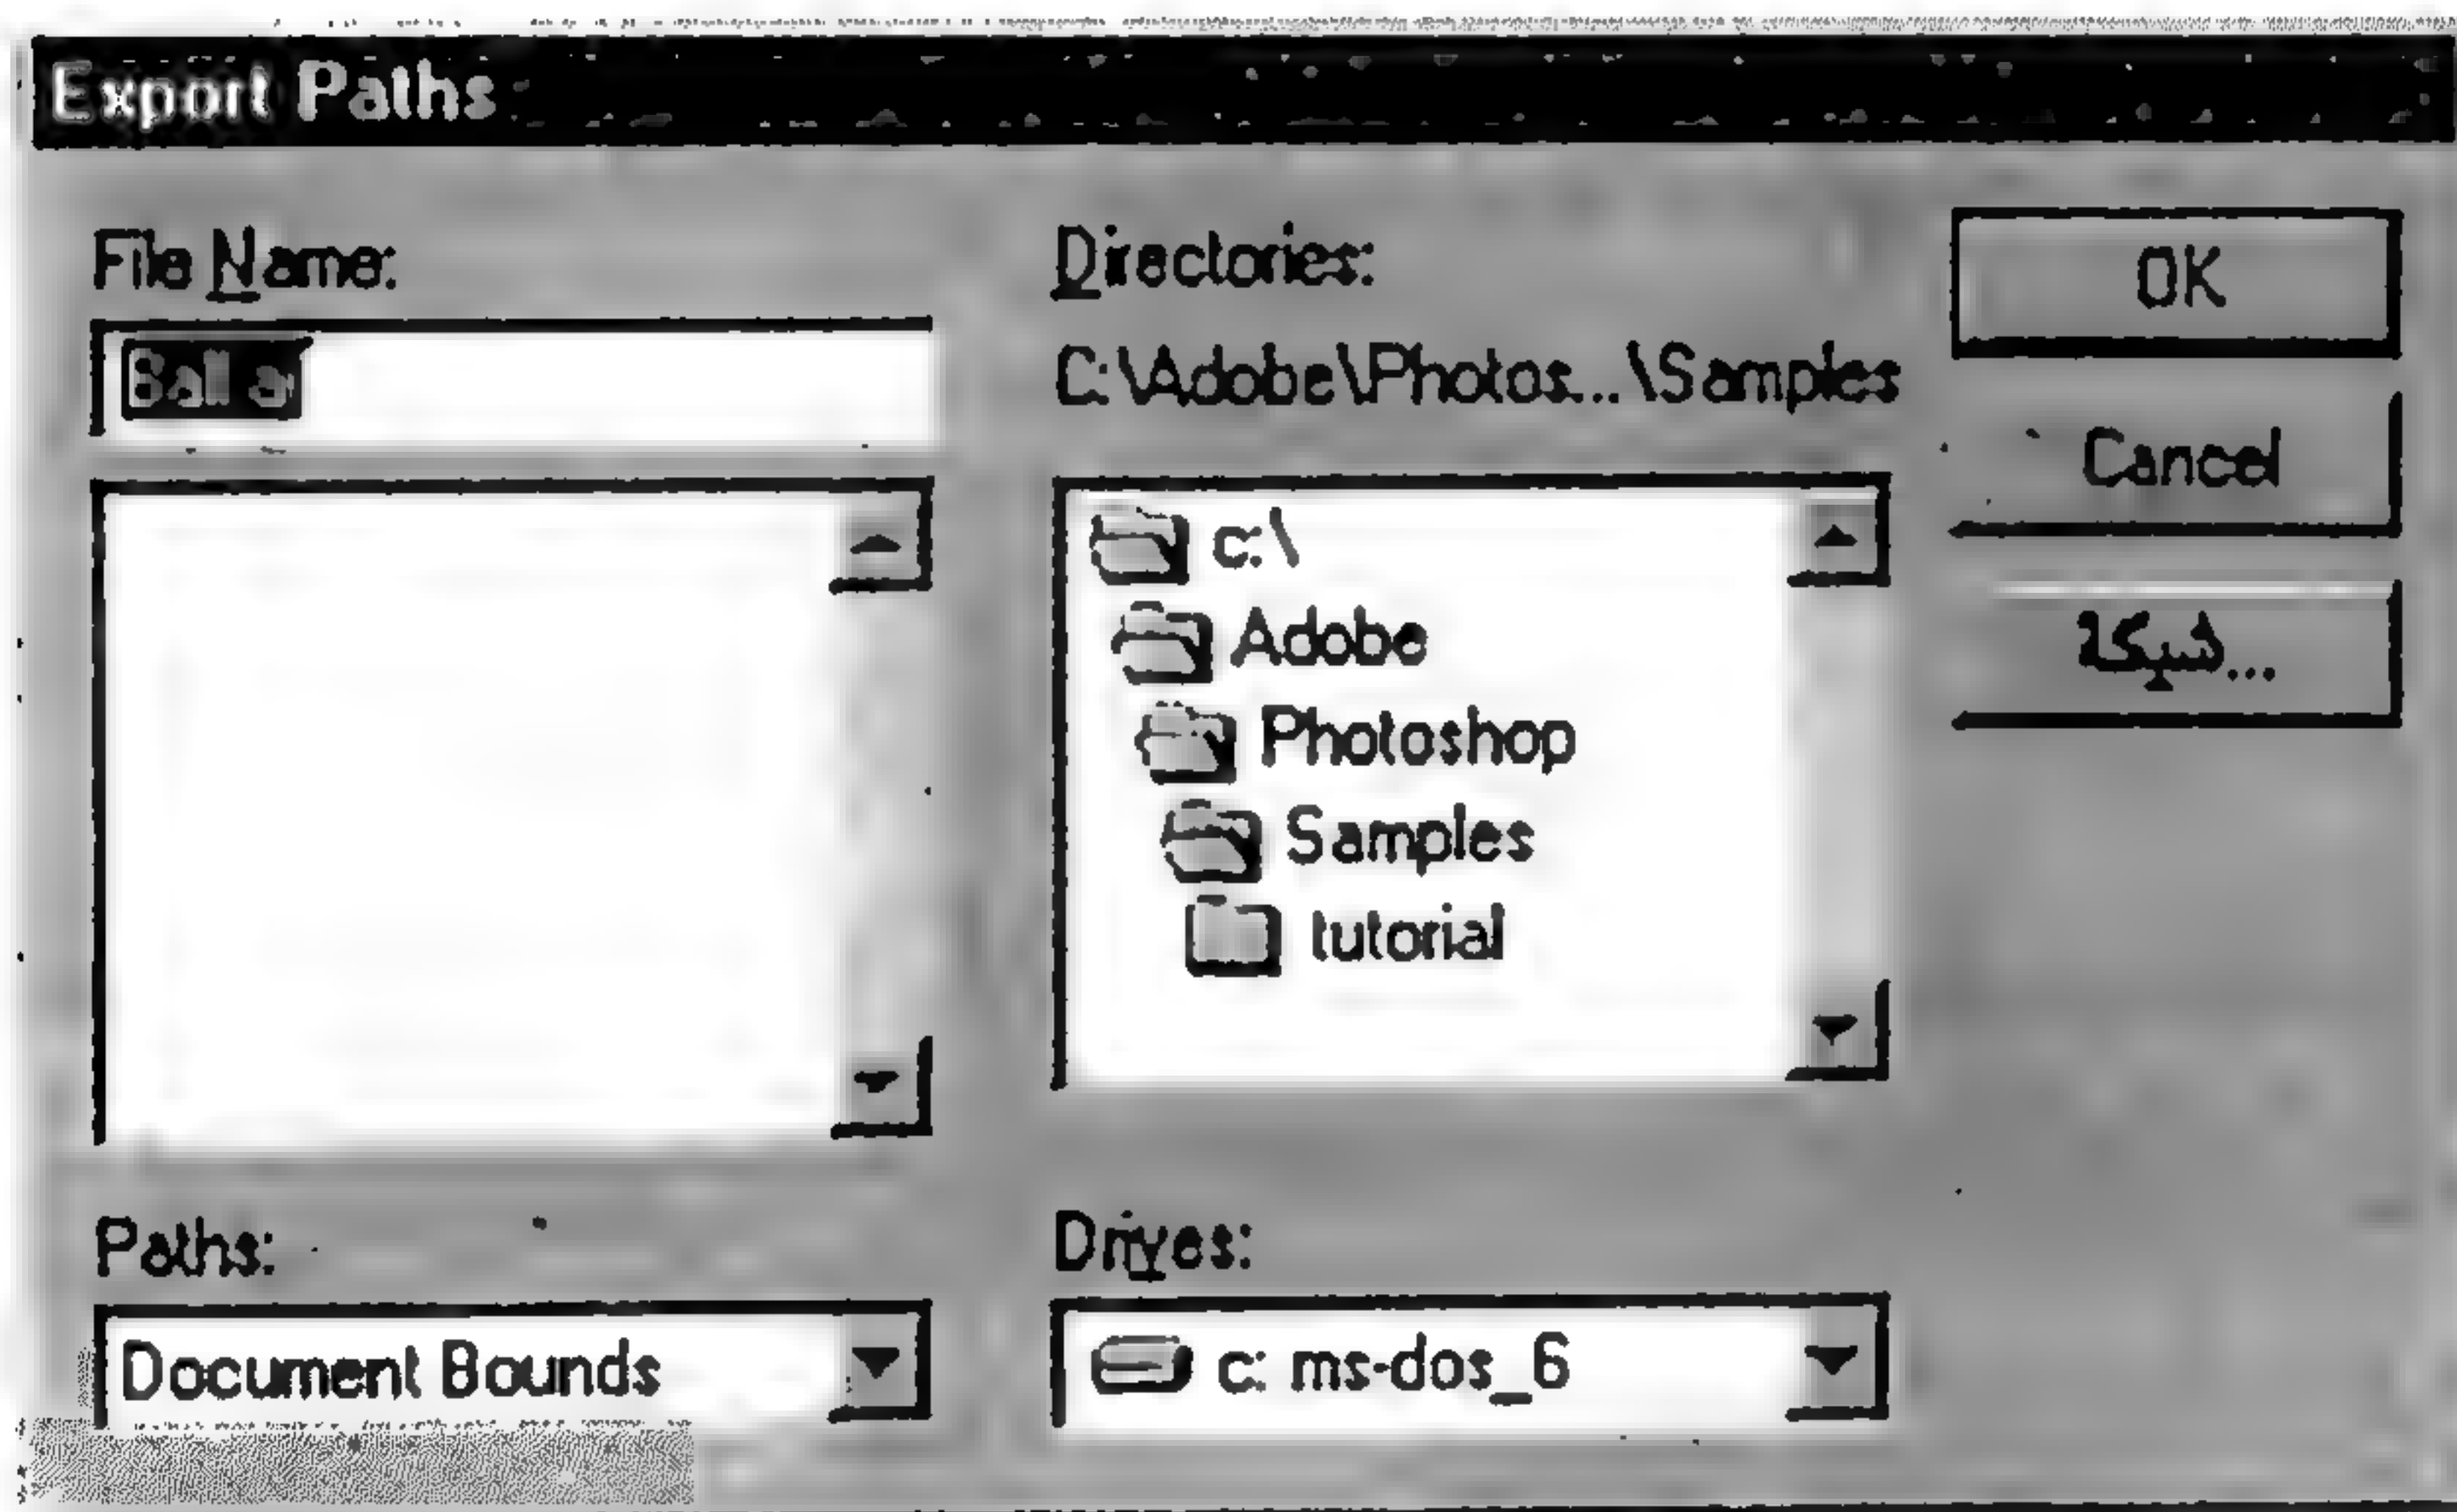 Export Paths
File Name:
Directories:
OK
C:\Adobe\Photos...\Samples
Cancel
c:\
Adobe
شبكة...
Photoshop
Samples
tutorial
Paths:
Drives:
Document Bounds
c: ms-dos_6